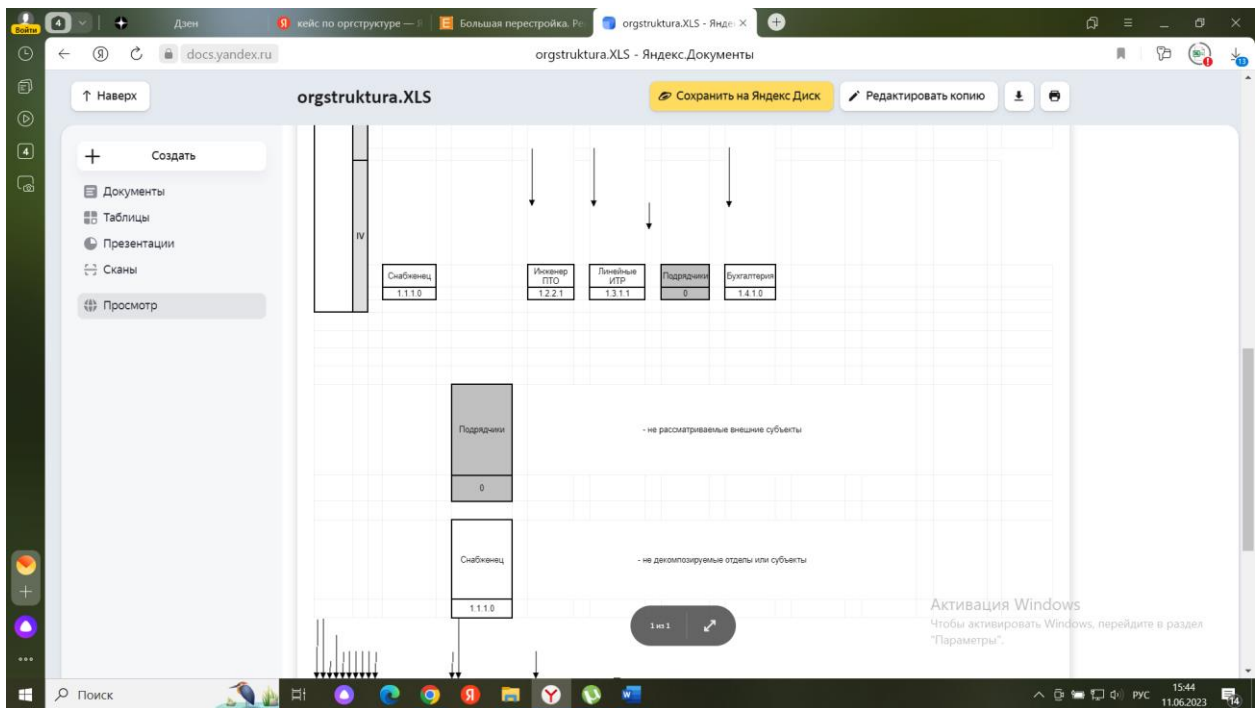 Войти
4
Дзен
кейс по оргструктуре —
Большая перестройка. Ре
orgstruktura.XLS - Янде
docs.yandex.ru
orgstruktura.XLS - Яндекс.Документы
13
Наверх
orgstruktura.XLS
Сохранить на Яндекс Диск
Редактировать копию
4
Создать
Документы
Таблицы
Презентации
Сканы
Просмотр
IV
Снабженец
1.1.1.0
Инженер
ПТО
1.2.2.1
Линейные
ИТР
1.3.1.1
Подрядчики
0
Бухгалтерия
1.4.1.0
Подрядчики
0
- не рассматриваемые внешние субъекты
Снабженец
1.1.1.0
- не декомпозируемые отделы или субъекты
1 из 1
Активация Windows
Чтобы активировать Windows, перейдите в раздел
"Параметры".
Поиск
РУС
15:44
11.06.2023
14